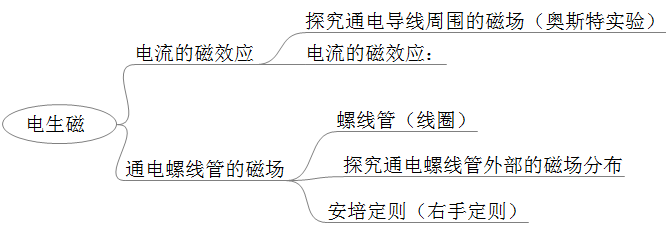 探究通电导线周围的磁场（奥斯特实验）
电流的磁效应
电流的磁效应：
电生磁
螺线管（线圈）
通电螺线管的磁场
探究通电螺线管外部的磁场分布
安培定则（右手定则）